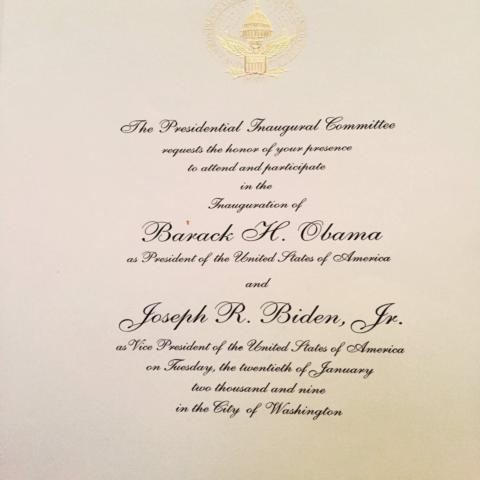 The Presidential Inaugural Committee
requests the honor of your presence
to attend and participate
in the
Inauguration of
Barack H. Obama
as President of the United States of America
and
Joseph R. Biden, Jr.
as Vice President of the United States of America
on Tuesday, the twentieth of January
two thousand and nine
in the City of Washington